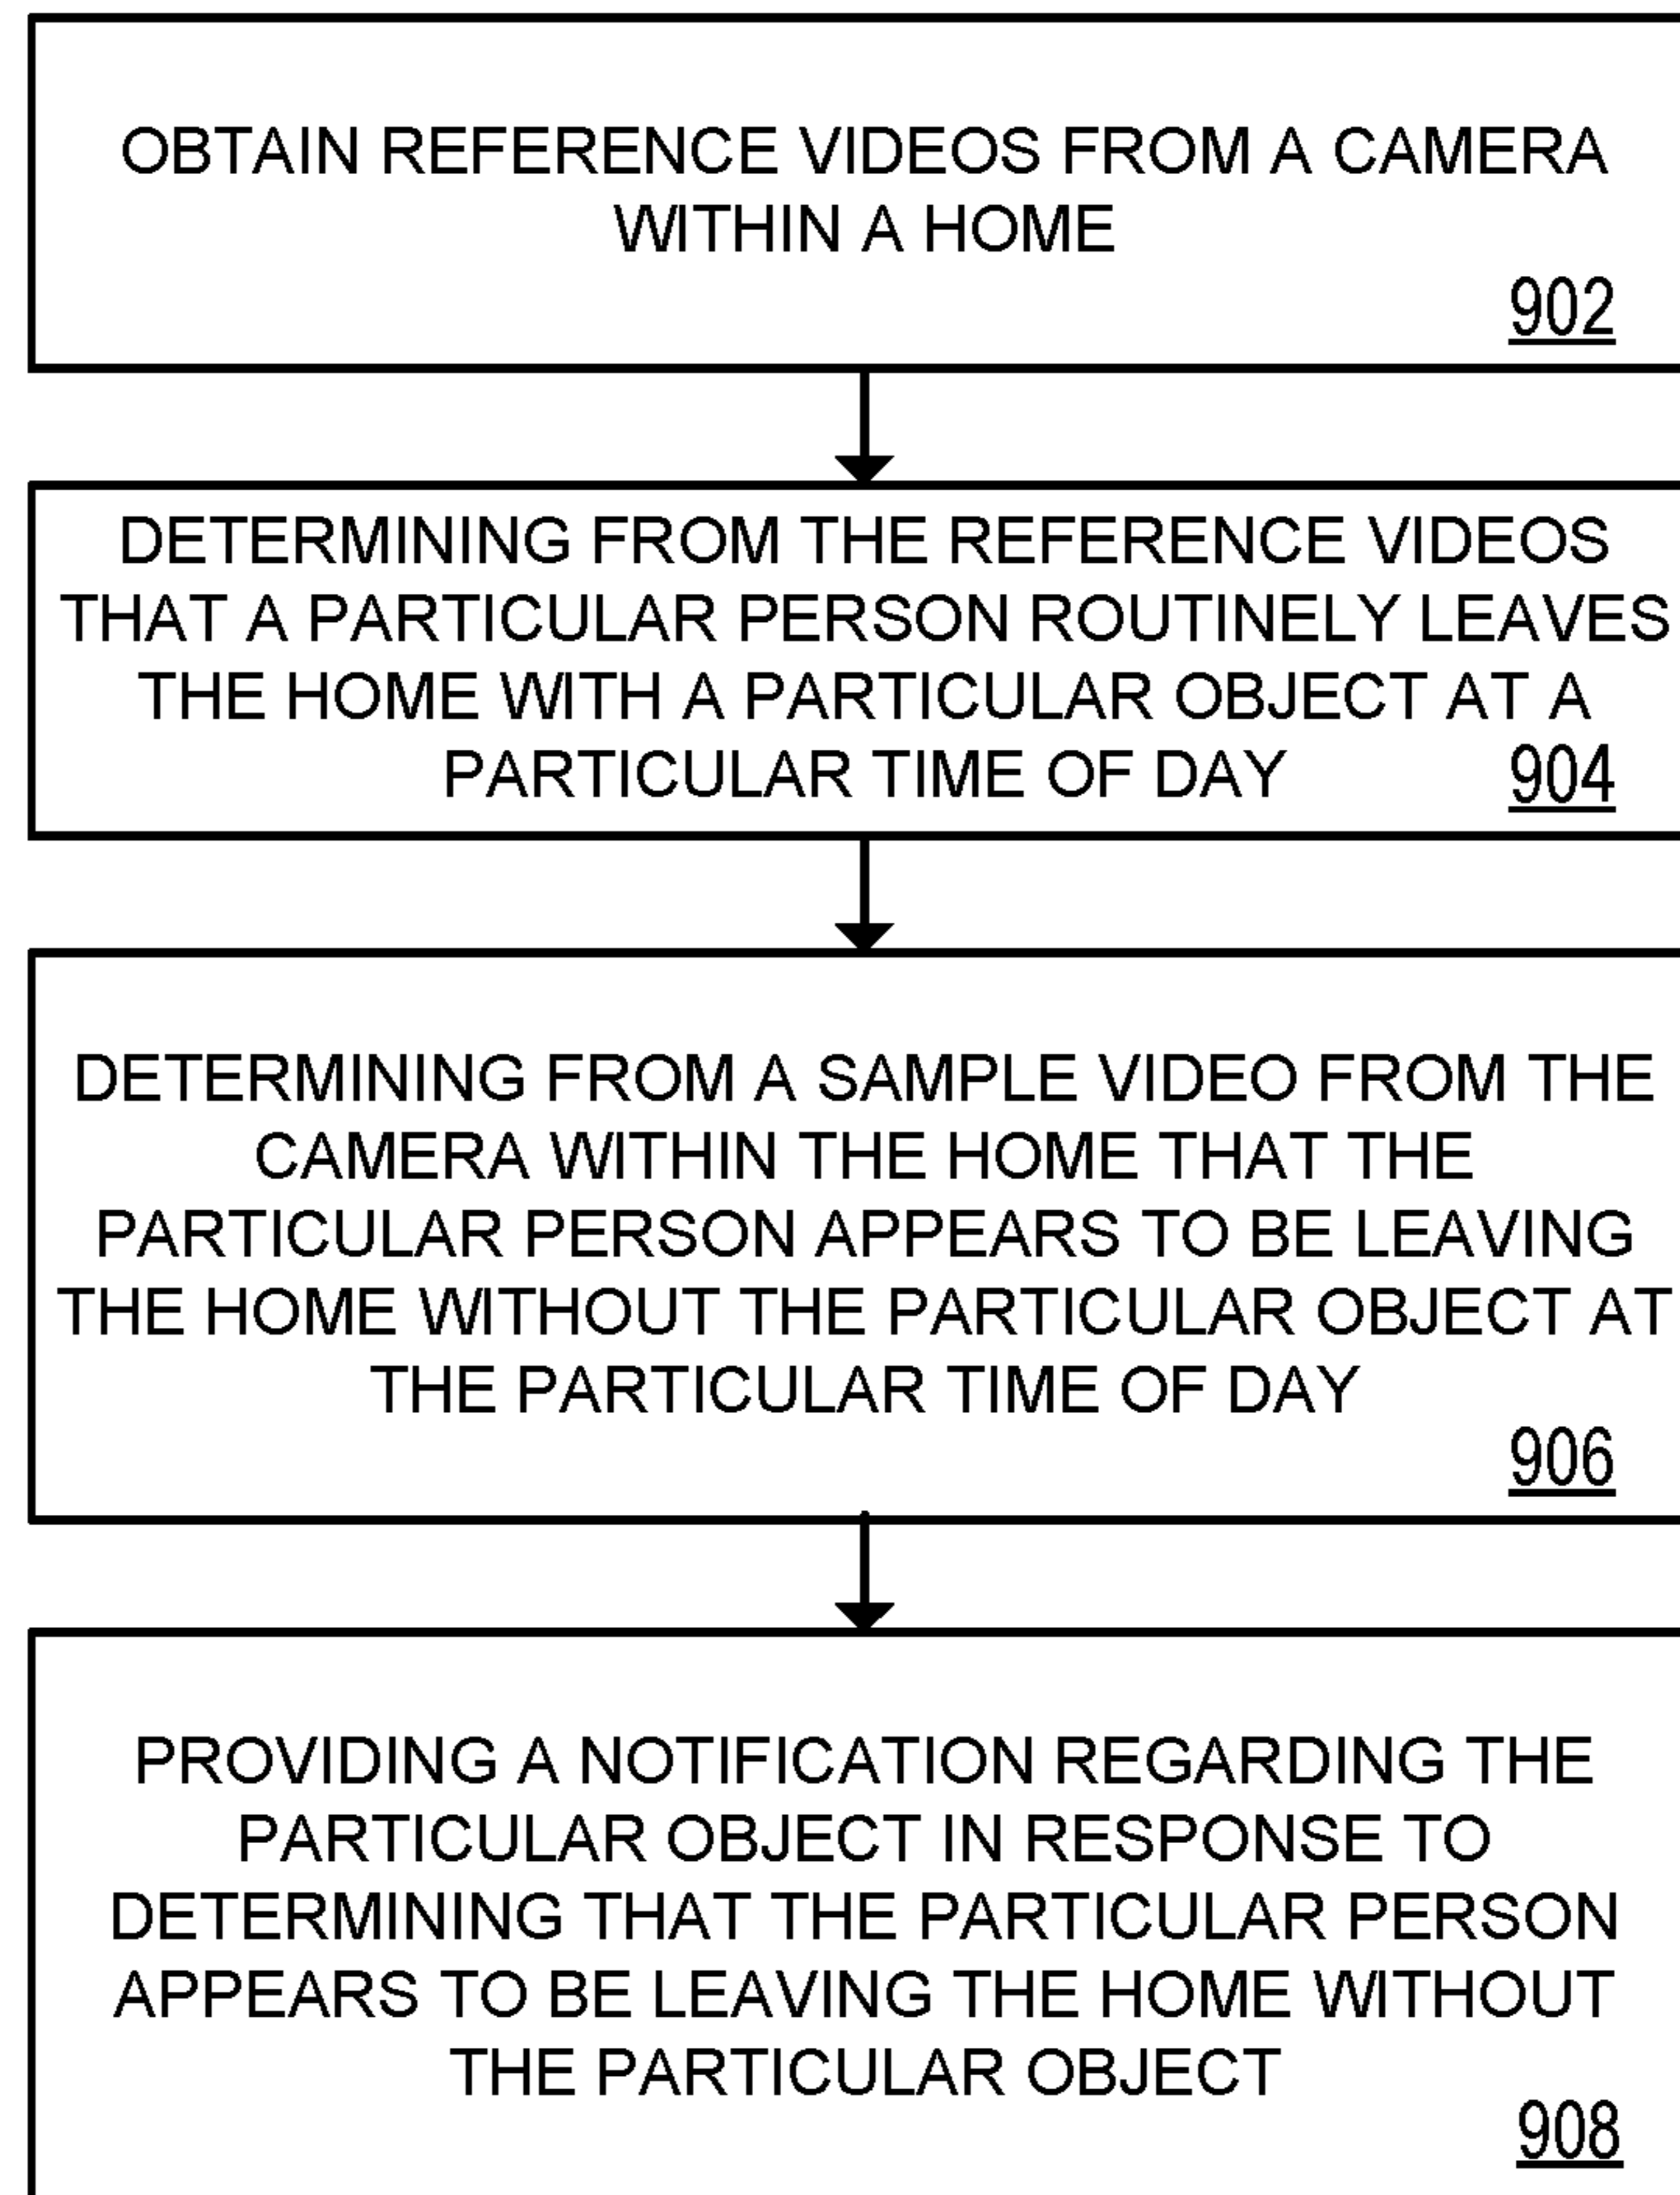 OBTAIN REFERENCE VIDEOS FROM A CAMERA
WITHIN A HOME
902
DETERMINING FROM THE REFERENCE VIDEOS
THAT A PARTICULAR PERSON ROUTINELY LEAVES
THE HOME WITH A PARTICULAR OBJECT AT A
PARTICULAR TIME OF DAY
904
DETERMINING FROM A SAMPLE VIDEO FROM THE
CAMERA WITHIN THE HOME THAT THE
PARTICULAR PERSON APPEARS TO BE LEAVING
THE HOME WITHOUT THE PARTICULAR OBJECT AT
THE PARTICULAR TIME OF DAY
906
PROVIDING A NOTIFICATION REGARDING THE
PARTICULAR OBJECT IN RESPONSE TO
DETERMINING THAT THE PARTICULAR PERSON
APPEARS TO BE LEAVING THE HOME WITHOUT
THE PARTICULAR OBJECT
908